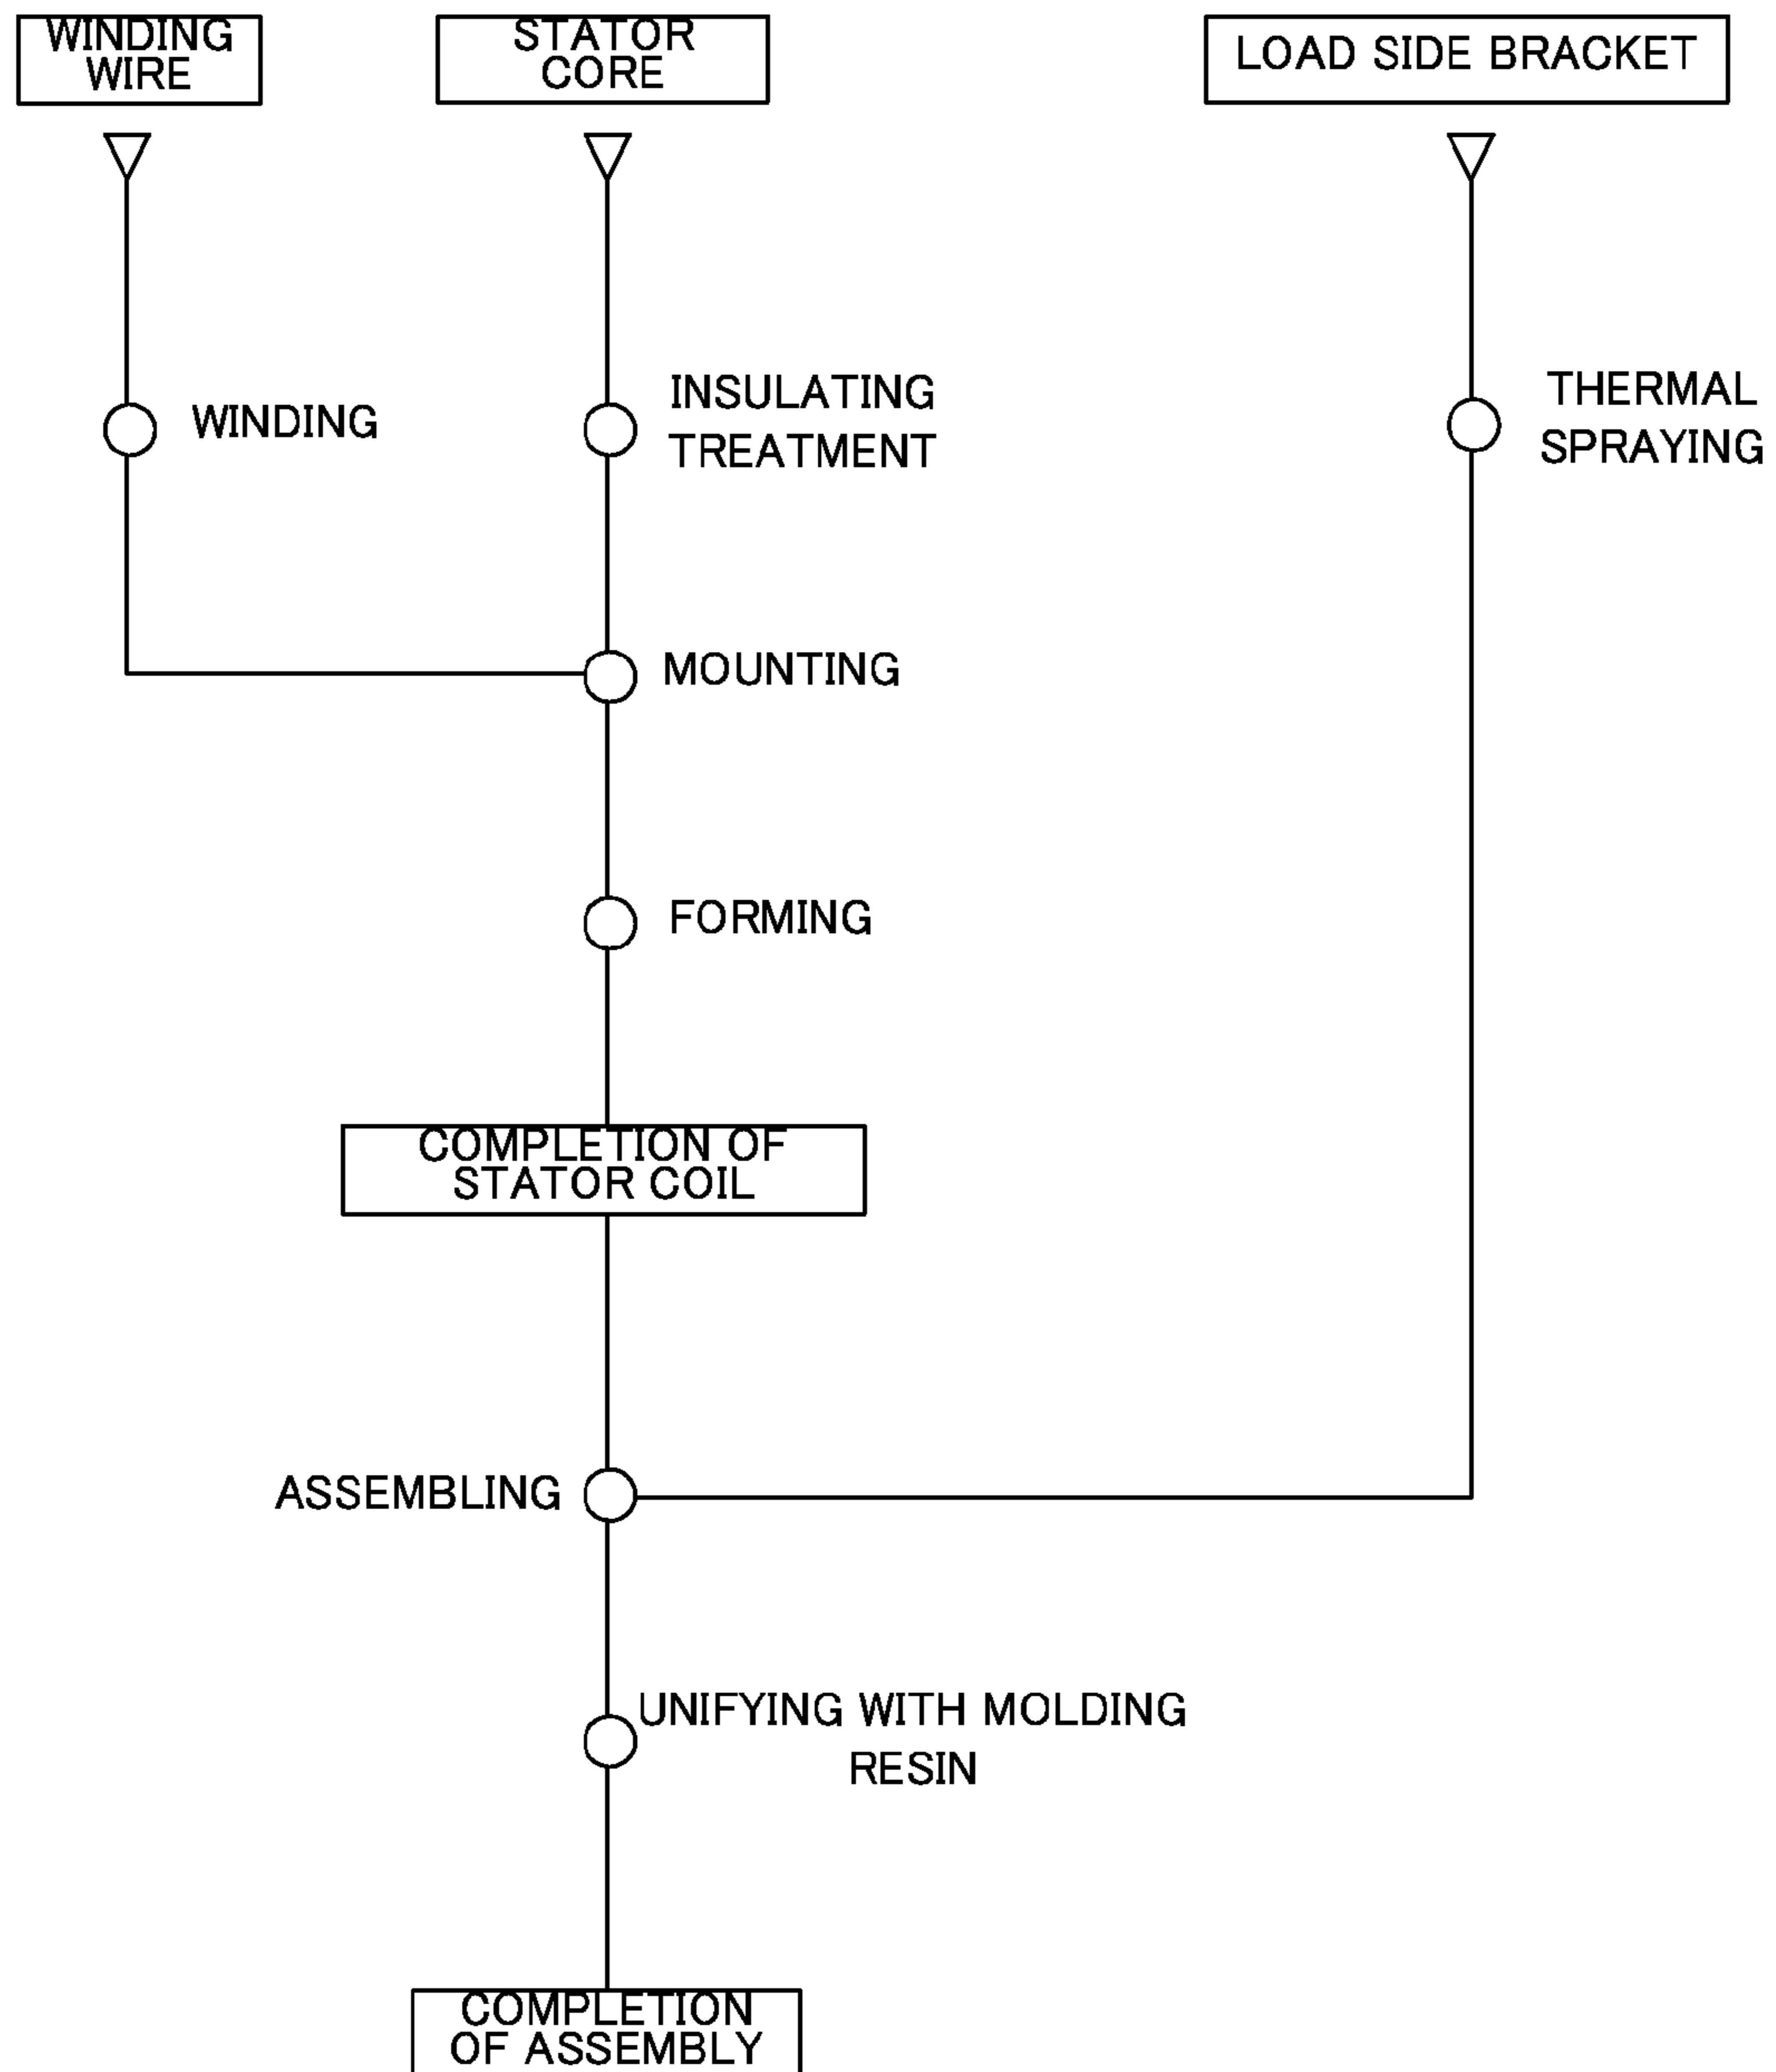 WINDING
WIRE
STATOR
CORE
LOAD SIDE BRACKET
WINDING
INSULATING
TREATMENT
THERMAL
SPRAYING
MOUNTING
FORMING
COMPLETION OF
STATOR COIL
ASSEMBLING
UNIFYING WITH MOLDING
RESIN
COMPLETION
OF ASSEMBLY